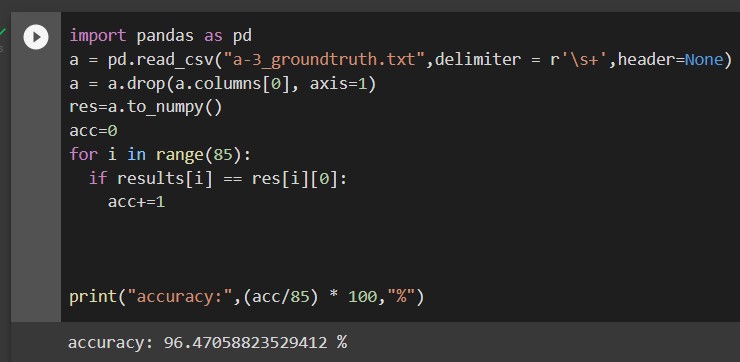 import pandas as pd
a = pd.read_csv("a-3_groundtruth.txt",delimiter = r'\s+',header=None)
a = a.drop(a.columns[0], axis=1)
res=a.to_numpy()
acc=0
for i in range(85):
  if results[i] == res[i][0]:
    acc+=1
print("accuracy:",(acc/85) * 100,"%")
accuracy: 96.47058823529412 %